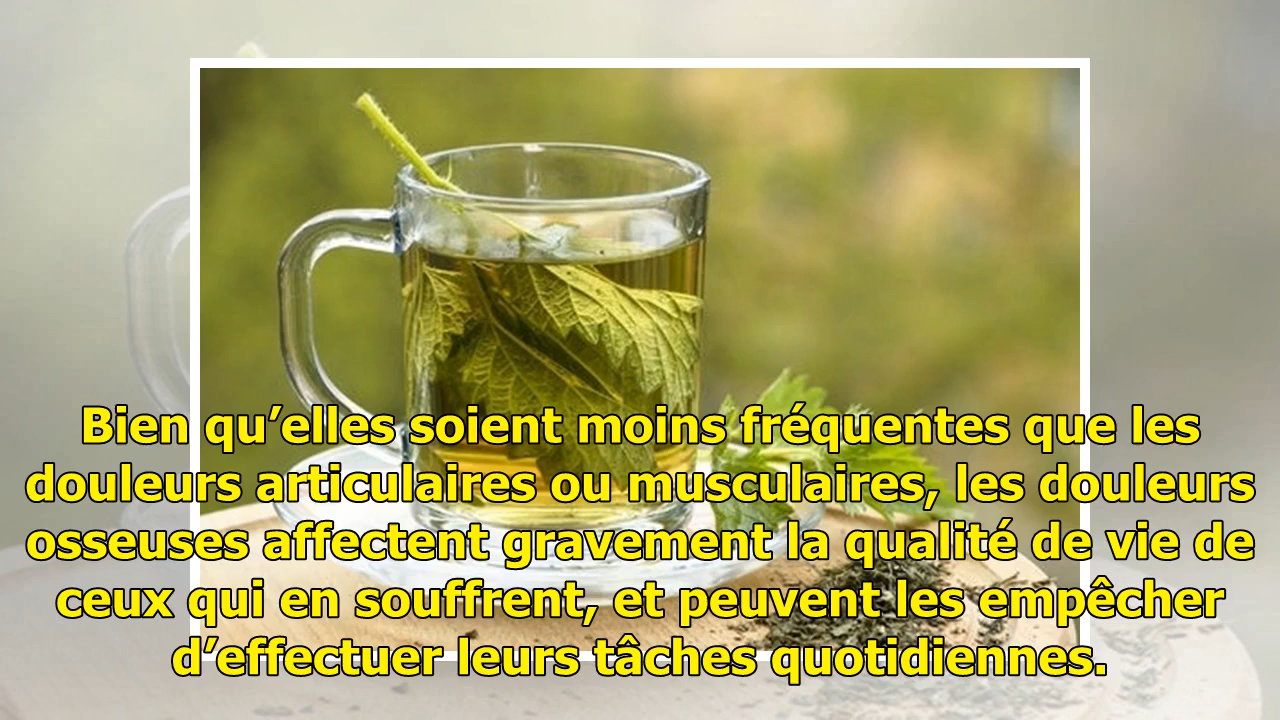 Bien qu’elles soient moins fréquentes que les
douleurs articulaires ou musculaires, les douleurs
osseuses affectent gravement la qualité de vie de
ceux qui en souffrent, et peuvent les empêcher
d’effectuer leurs tâches quotidiennes.